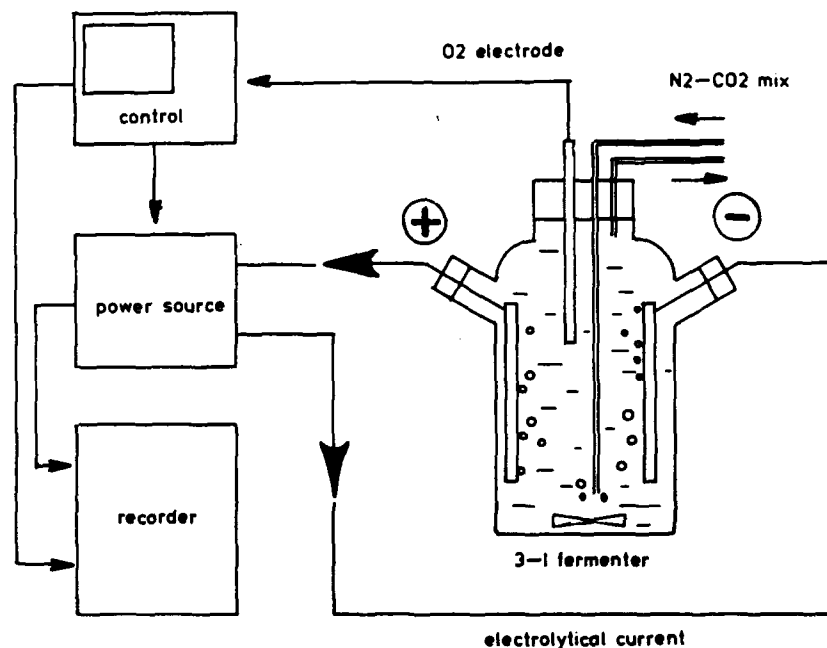 O2 electrode
N2–CO2 mix
control
+
−
power source
recorder
3–l fermenter
electrolytical current